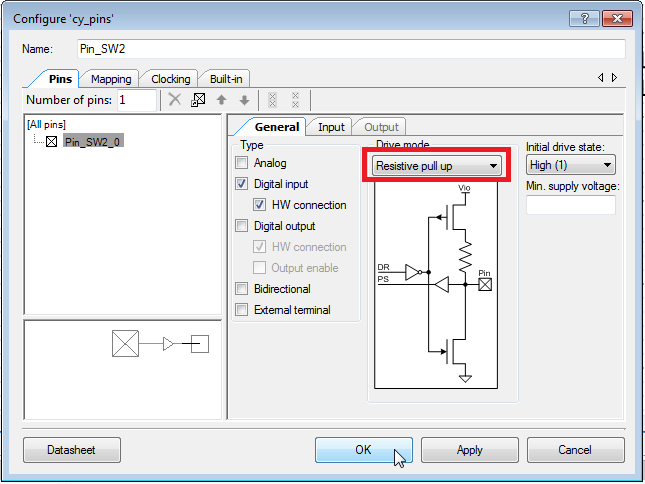 Configure 'cy_pins'
Name: Pin_SW2
Pins Mapping Clocking Built-in
Number of pins: 1
[All pins]
Pin_SW2_0
General Input Output
Type
Analog
Digital input
HW connection
Digital output
HW connection
Output enable
Bidirectional
External terminal
Drive mode
Resistive pull up
Vio
DR
PS
Pin
Initial drive state:
High (1)
Min. supply voltage:
Datasheet OK Apply Cancel